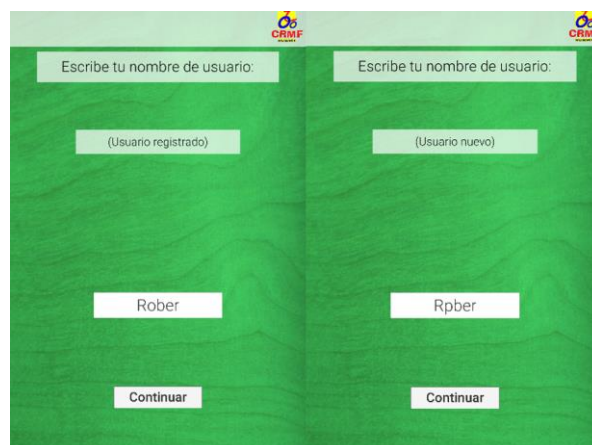 CRMF
Escribe tu nombre de usuario:
(Usuario registrado)
Rober
Continuar
CRM
Escribe tu nombre de usuario:
(Usuario nuevo)
Rpber
Continuar